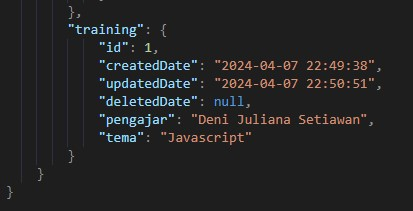 },
"training": {
"id": 1,
"createdDate": "2024-04-07 22:49:38",
"updatedDate": "2024-04-07 22:50:51",
"deletedDate": null,
"pengajar": "Deni Juliana Setiawan",
"tema": "Javascript"
}
}
}